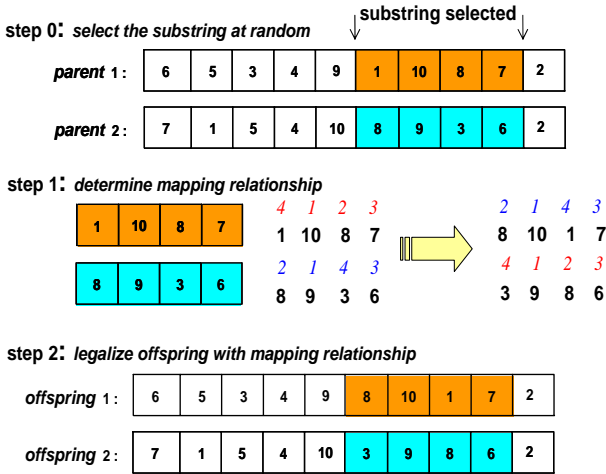 substring selected
step 0: select the substring at random
parent 1: 6 5 3 4 9 1 10 8 7 2
parent 2: 7 1 5 4 10 8 9 3 6 2
step 1: determine mapping relationship
4 1 2 3 2 1 4 3
1 10 8 7 1 10 8 7 8 10 1 7
2 1 4 3 4 1 2 3
8 9 3 6 8 9 3 6 3 9 8 6
step 2: legalize offspring with mapping relationship
offspring 1: 6 5 3 4 9 8 10 1 7 2
offspring 2: 7 1 5 4 10 3 9 8 6 2